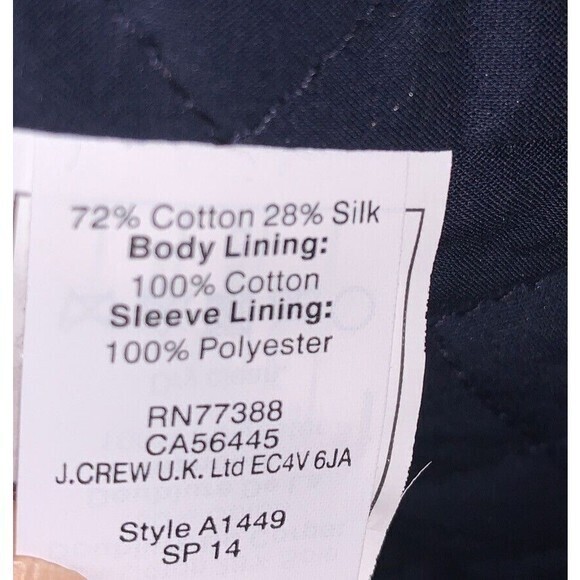 72% Cotton 28% Silk
Body Lining:
100% Cotton
Sleeve Lining:
100% Polyester
RN77388
CA56445
J.CREW U.K. Ltd EC4V 6JA
Style A1449
SP 14